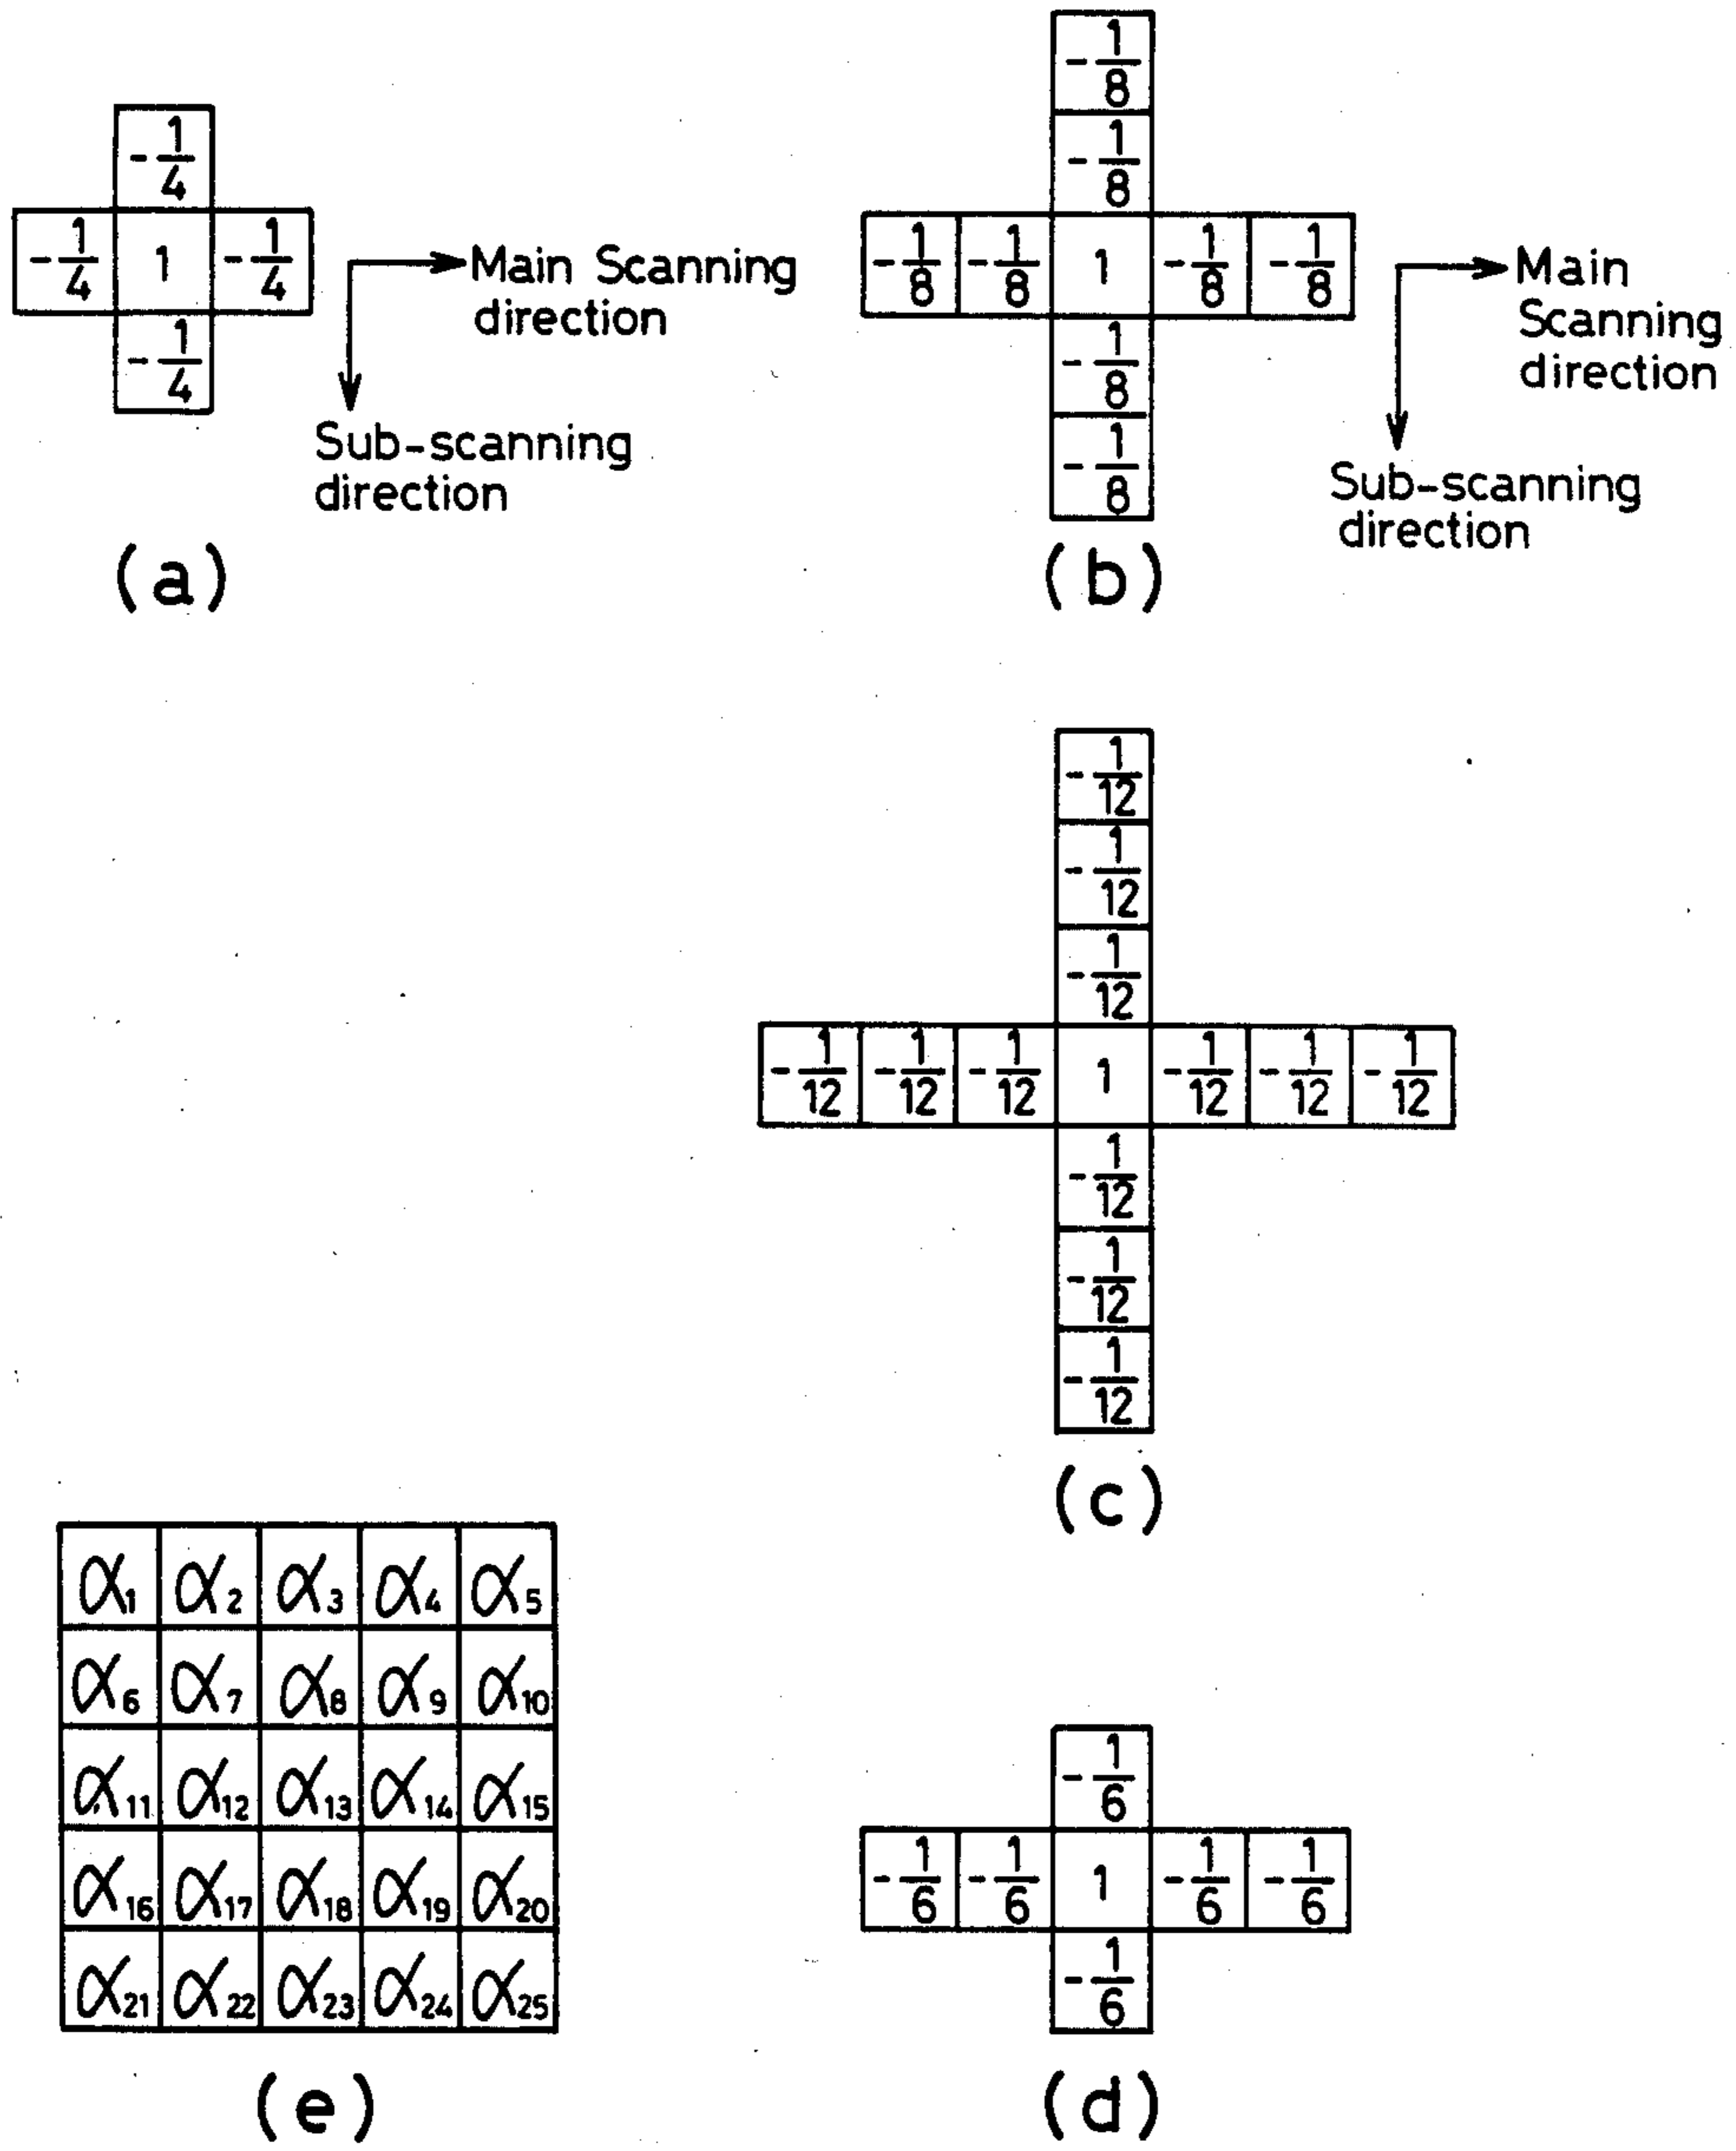 -1/4
-1/4 1 -1/4
-1/4
Main Scanning
direction
Sub-scanning
direction
(a)
-1/8
-1/8
-1/8 -1/8 1 -1/8 -1/8
-1/8
-1/8
Main
Scanning
direction
Sub-scanning
direction
(b)
-1/12
-1/12
-1/12
-1/12 -1/12 -1/12 1 -1/12 -1/12 -1/12
-1/12
-1/12
-1/12
(c)
α1 α2 α3 α4 α5
α6 α7 α8 α9 α10
α11 α12 α13 α14 α15
α16 α17 α18 α19 α20
α21 α22 α23 α24 α25
(e)
-1/6
-1/6 -1/6 1 -1/6 -1/6
-1/6
(d)